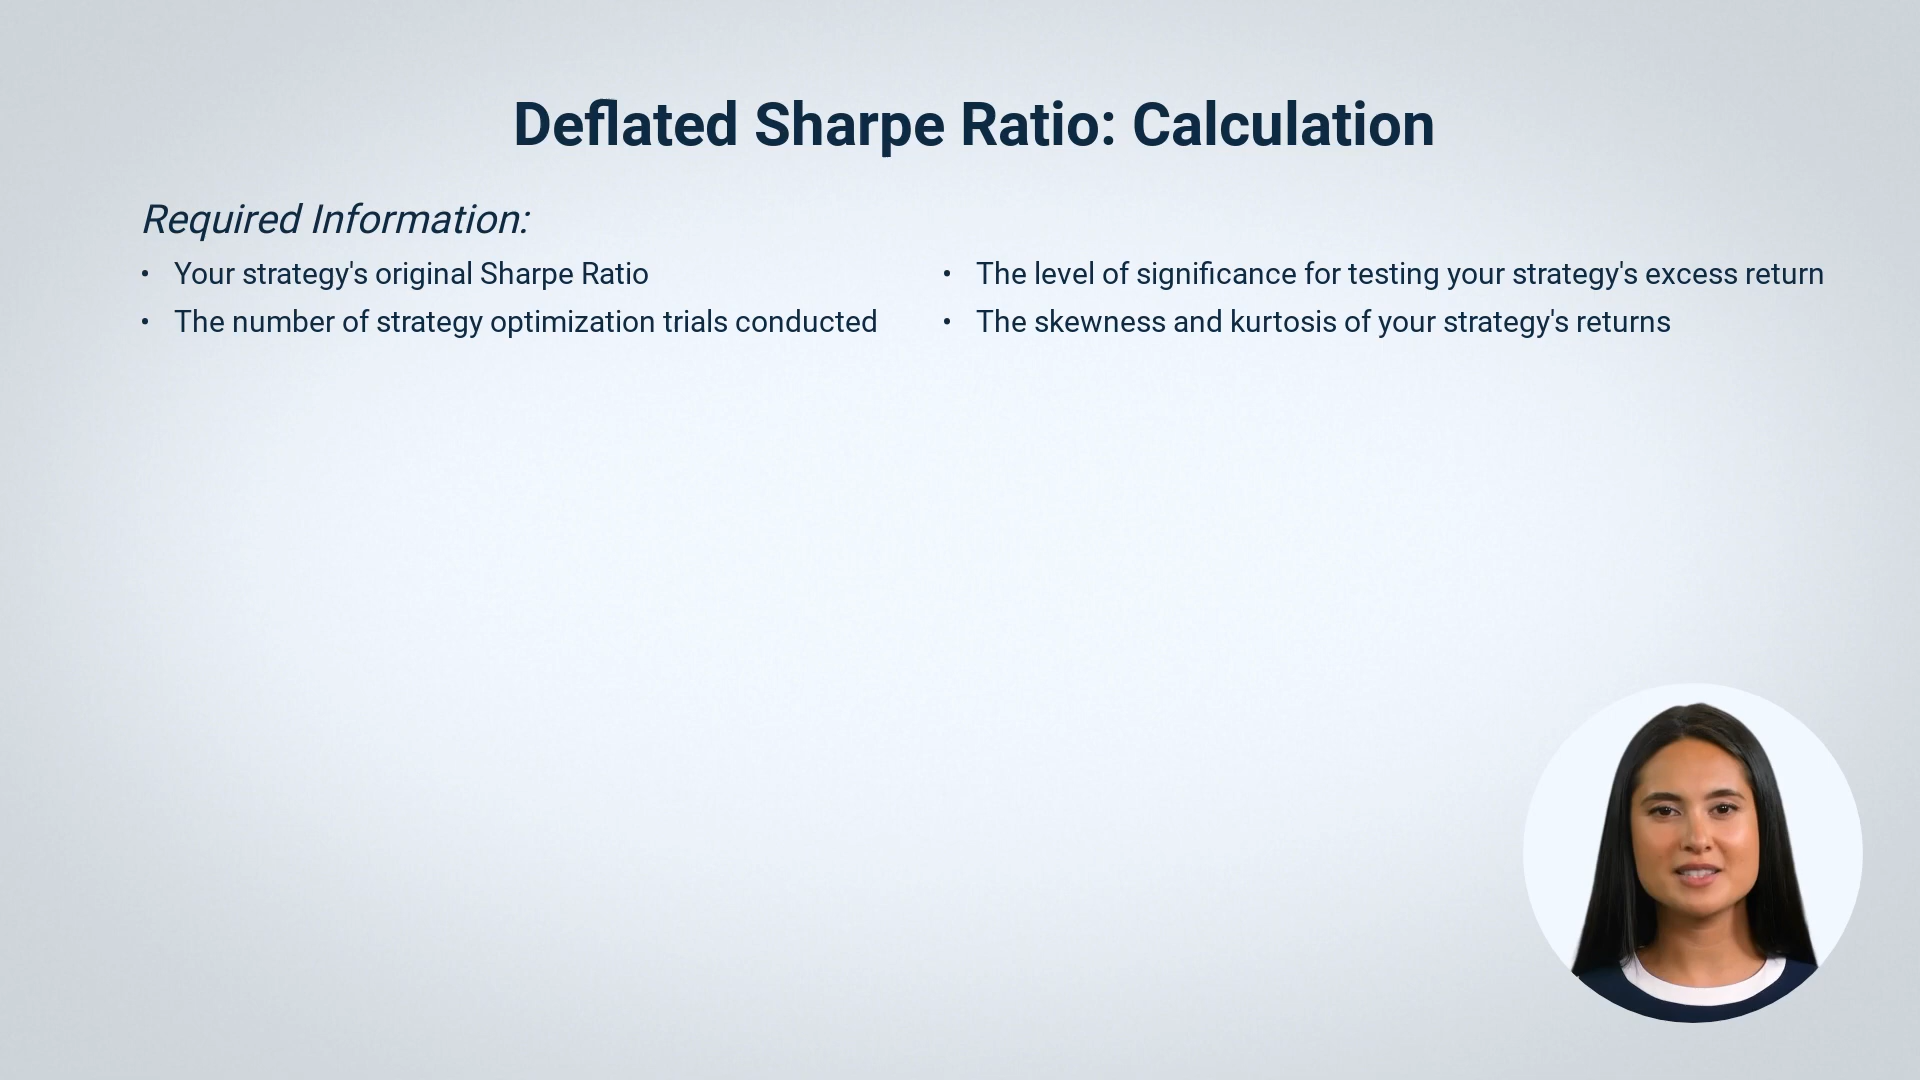 Deflated Sharpe Ratio: Calculation
Required Information:
• Your strategy's original Sharpe Ratio
• The number of strategy optimization trials conducted
• The level of significance for testing your strategy's excess return
• The skewness and kurtosis of your strategy's returns